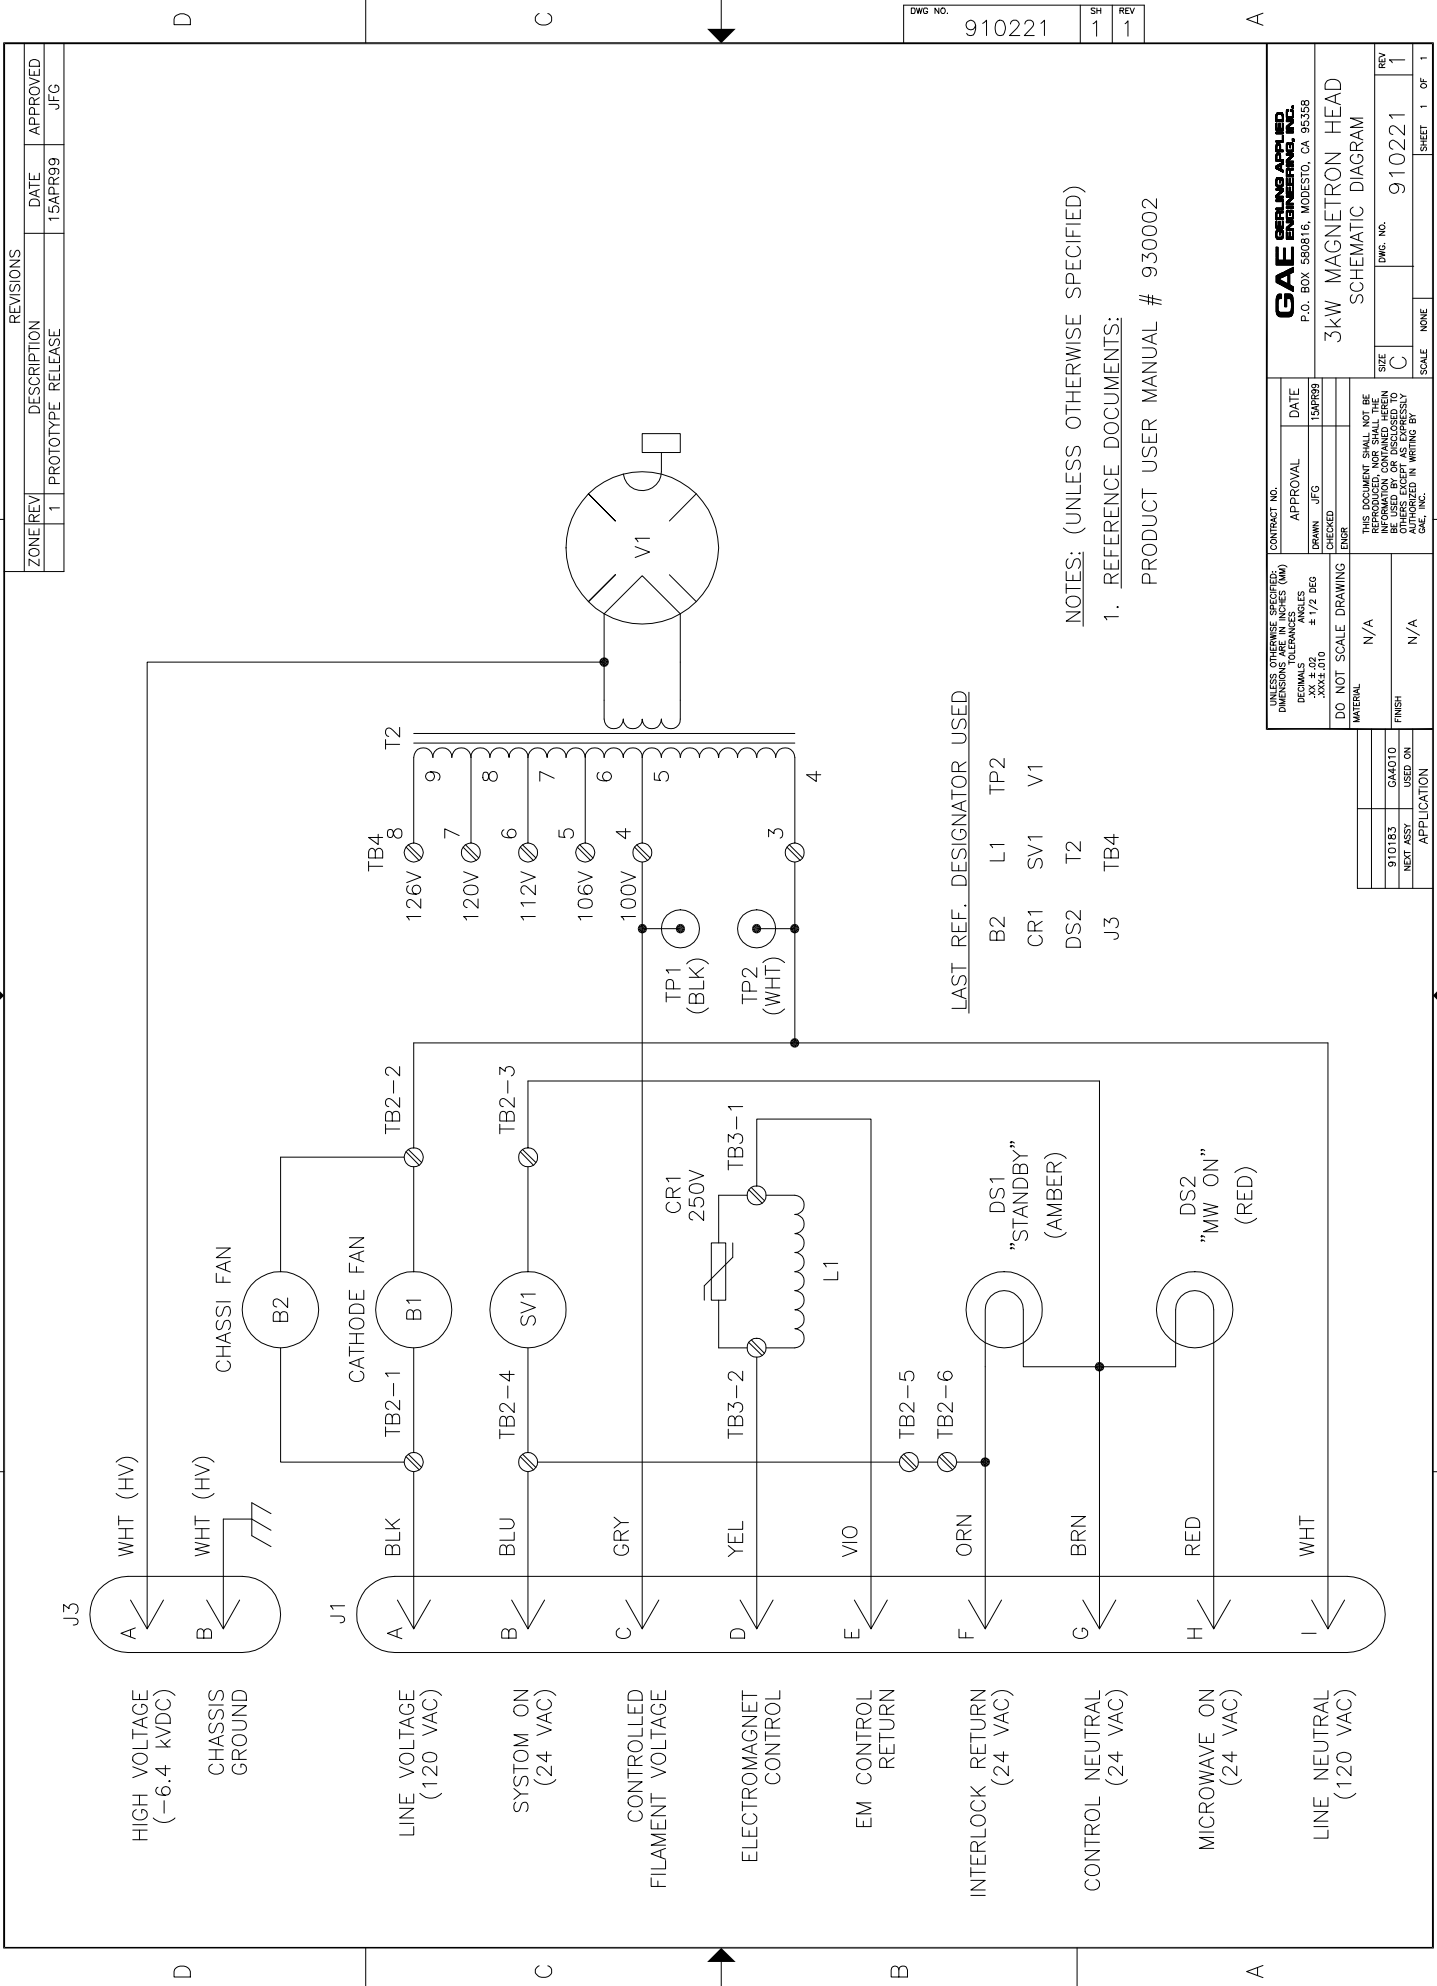 D
C
DWG NO.
910221
SH
1
REV
1
A
REVISIONS
ZONE REV DESCRIPTION DATE APPROVED
1 PROTOTYPE RELEASE 15APR99 JFG
J3
HIGH VOLTAGE
(−6.4 kVDC)
A
WHT (HV)
CHASSIS
GROUND
B
WHT (HV)
J1
LINE VOLTAGE
(120 VAC)
A
BLK
SYSTOM ON
(24 VAC)
B
BLU
CONTROLLED
FILAMENT VOLTAGE
C
GRY
ELECTROMAGNET
CONTROL
D
YEL
EM CONTROL
RETURN
E
VIO
INTERLOCK RETURN
(24 VAC)
F
ORN
CONTROL NEUTRAL
(24 VAC)
G
BRN
MICROWAVE ON
(24 VAC)
H
RED
LINE NEUTRAL
(120 VAC)
I
WHT
CHASSI FAN
B2
CATHODE FAN
TB2−1
B1
TB2−2
TB2−4
SV1
TB2−3
CR1
250V
TB3−2
TB3−1
L1
TB2−5
TB2−6
DS1
"STANDBY"
(AMBER)
DS2
"MW ON"
(RED)
TP1
(BLK)
TP2
(WHT)
TB4
T2
126V 8 9
120V 7 8
112V 6 7
106V 5 6
100V 4 5
3 4
V1
LAST REF. DESIGNATOR USED
B2 L1 TP2
CR1 SV1 V1
DS2 T2
J3 TB4
NOTES: (UNLESS OTHERWISE SPECIFIED)
1. REFERENCE DOCUMENTS:
PRODUCT USER MANUAL # 930002
910183 GA4010
NEXT ASSY USED ON
APPLICATION
UNLESS OTHERWISE SPECIFIED:
DIMENSIONS ARE IN INCHES (MM)
TOLERANCES
DECIMALS ANGLES
.XX ±.02 ± 1/2 DEG
.XXX±.010
DO NOT SCALE DRAWING
MATERIAL
N/A
FINISH
N/A
CONTRACT NO.
APPROVAL DATE
DRAWN JFG 15APR99
CHECKED
ENGR
THIS DOCUMENT SHALL NOT BE
REPRODUCED, NOR SHALL THE
INFORMATION CONTAINED HEREIN
BE USED BY OR DISCLOSED TO
OTHERS EXCEPT AS EXPRESSLY
AUTHORIZED IN WRITING BY
GAE, INC.
GAE GERLING APPLIED
ENGINEERING, INC.
P.O. BOX 580816, MODESTO, CA 95358
3kW MAGNETRON HEAD
SCHEMATIC DIAGRAM
SIZE
C
DWG. NO.
910221
REV
1
SCALE NONE
SHEET 1 OF 1
D
C
B
A